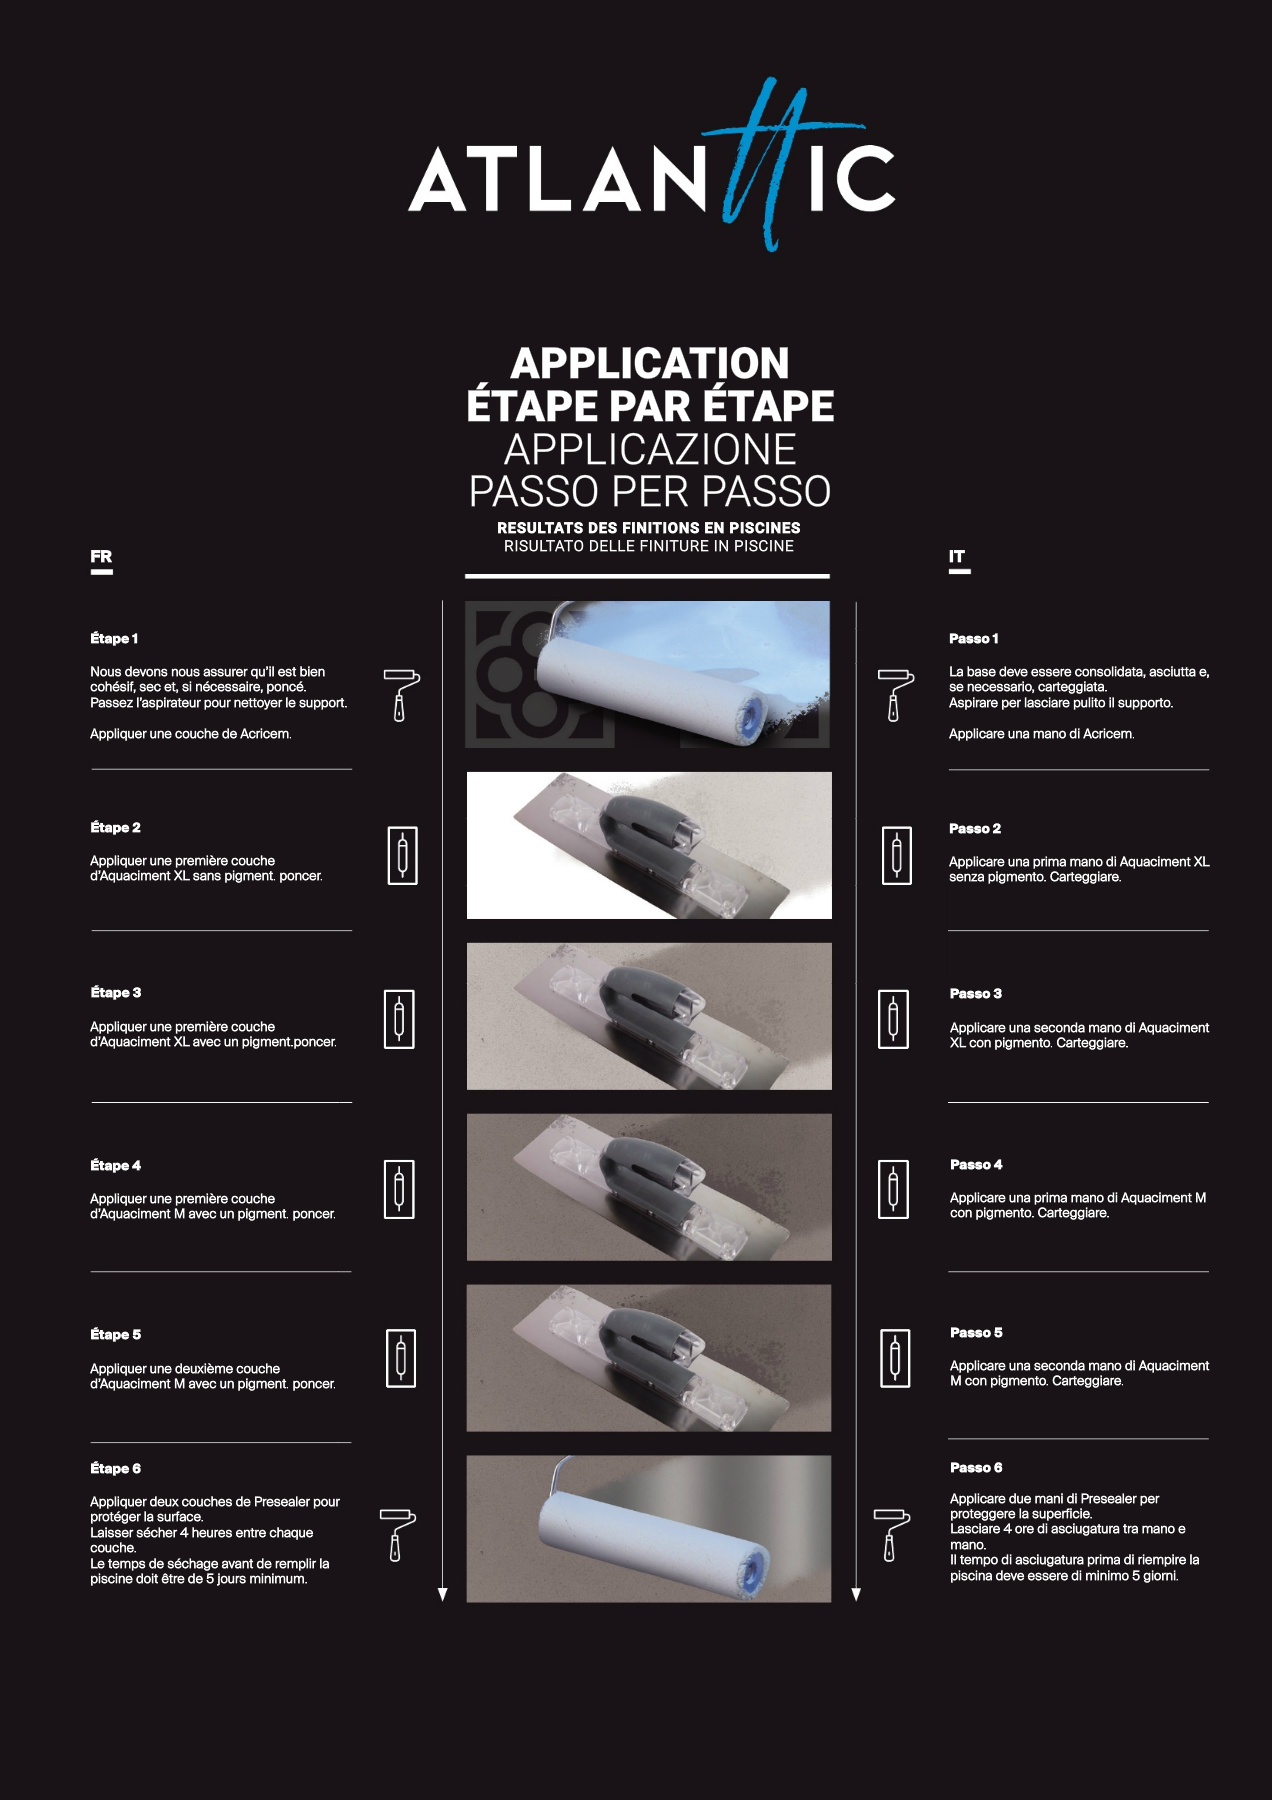 ATLANttIC
APPLICATION
ÉTAPE PAR ÉTAPE
APPLICAZIONE
PASSO PER PASSO
RESULTATS DES FINITIONS EN PISCINES
RISULTATO DELLE FINITURE IN PISCINE
FR
Étape 1
Nous devons nous assurer qu'il est bien
cohésif, sec et, si nécessaire, poncé.
Passez l'aspirateur pour nettoyer le support.
Appliquer une couche de Acricem.
Étape 2
Appliquer une première couche
d'Aquaciment XL sans pigment. poncer.
Étape 3
Appliquer une première couche
d'Aquaciment XL avec un pigment.poncer.
Étape 4
Appliquer une première couche
d'Aquaciment M avec un pigment. poncer.
Étape 5
Appliquer une deuxième couche
d'Aquaciment M avec un pigment. poncer.
Étape 6
Appliquer deux couches de Presealer pour
protéger la surface.
Laisser sécher 4 heures entre chaque
couche.
Le temps de séchage avant de remplir la
piscine doit être de 5 jours minimum.
IT
Passo 1
La base deve essere consolidata, asciutta e,
se necessario, carteggiata.
Aspirare per lasciare pulito il supporto.
Applicare una mano di Acricem.
Passo 2
Applicare una prima mano di Aquaciment XL
senza pigmento. Carteggiare.
Passo 3
Applicare una seconda mano di Aquaciment
XL con pigmento. Carteggiare.
Passo 4
Applicare una prima mano di Aquaciment M
con pigmento. Carteggiare.
Passo 5
Applicare una seconda mano di Aquaciment
M con pigmento. Carteggiare.
Passo 6
Applicare due mani di Presealer per
proteggere la superficie.
Lasciare 4 ore di asciugatura tra mano e
mano.
Il tempo di asciugatura prima di riempire la
piscina deve essere di minimo 5 giorni.